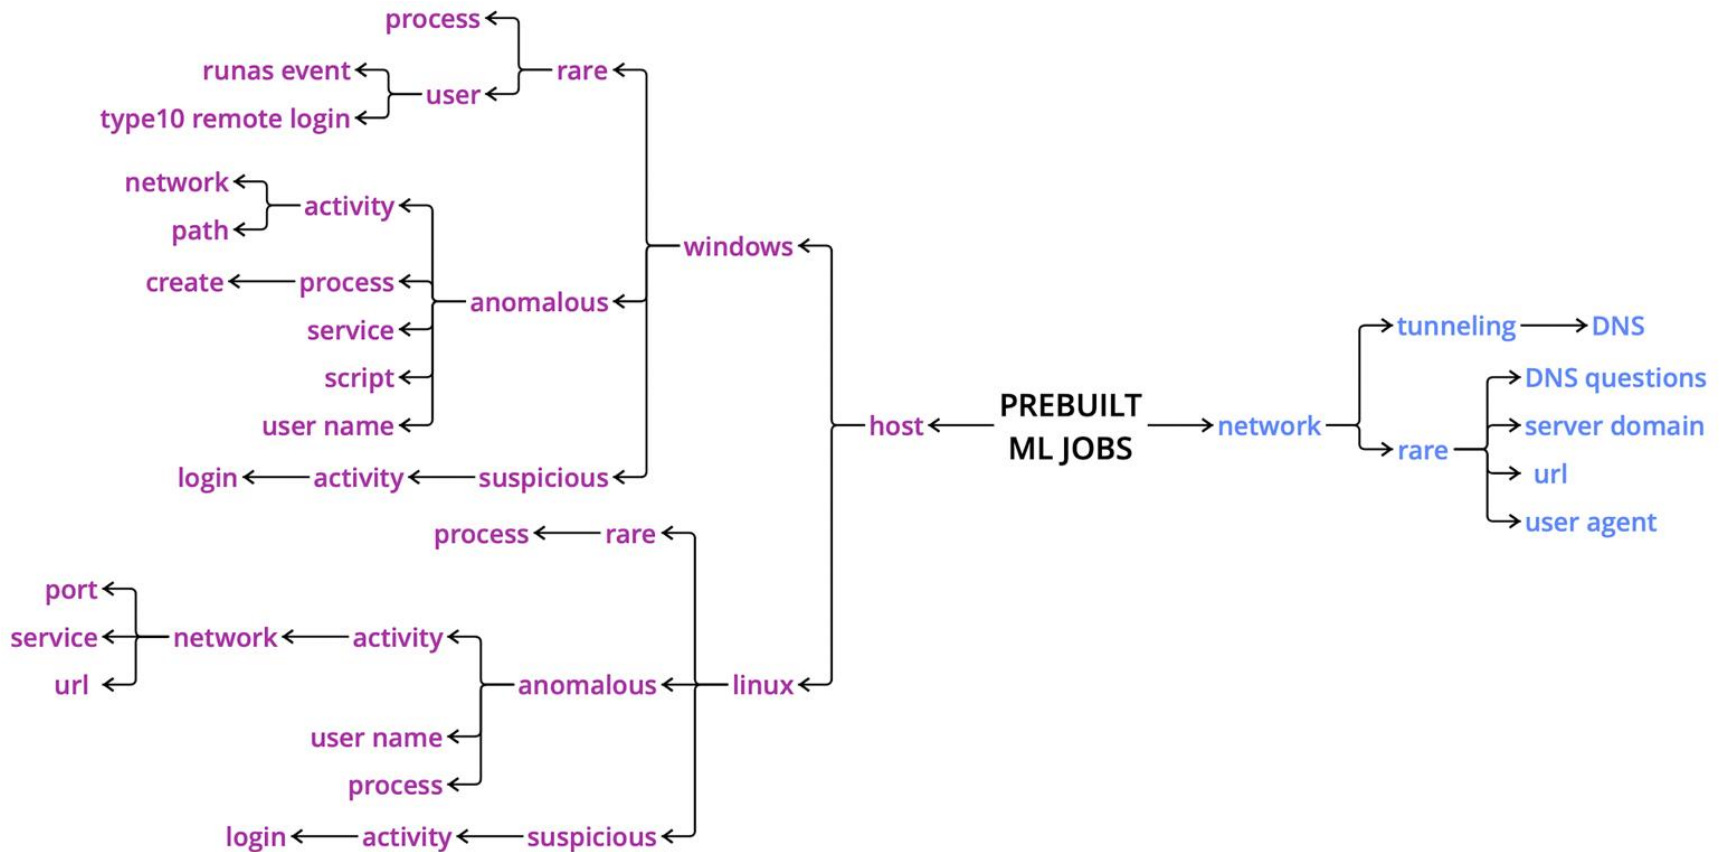 process
runas event
rare
user
type10 remote login
network
activity
path
windows
create
process
anomalous
service
script
user name
login
activity
suspicious
process
rare
port
service
network
activity
url
anomalous
linux
user name
process
login
activity
suspicious
host
PREBUILT
ML JOBS
network
tunneling
DNS
DNS questions
server domain
rare
url
user agent